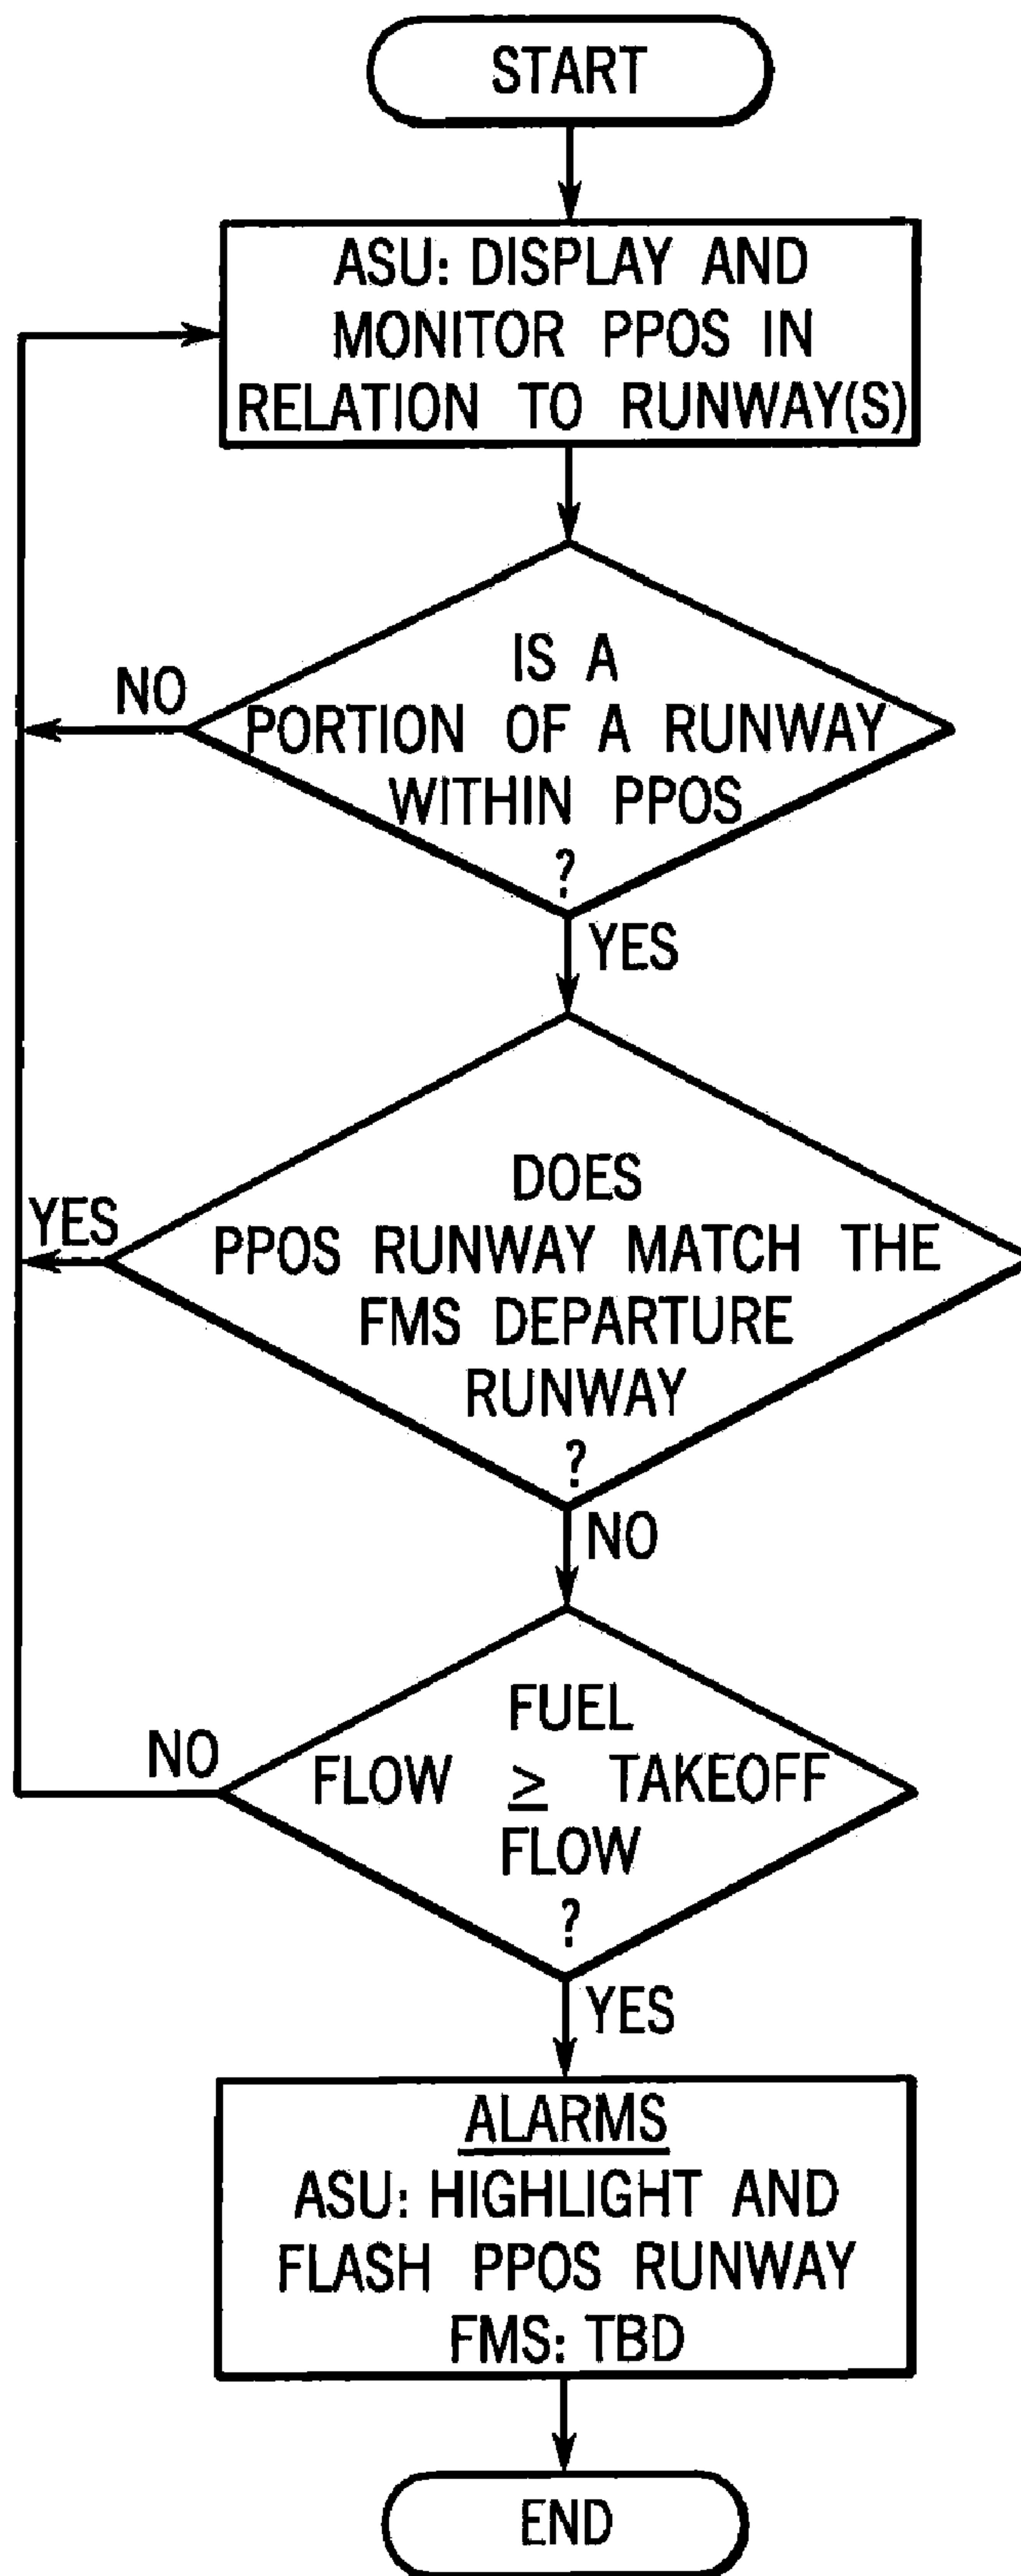 START
ASU: DISPLAY AND
MONITOR PPOS IN
RELATION TO RUNWAY(S)
IS A
PORTION OF A RUNWAY
WITHIN PPOS
?
NO
YES
DOES
PPOS RUNWAY MATCH THE
FMS DEPARTURE
RUNWAY
?
YES
NO
FUEL
FLOW ≥ TAKEOFF
FLOW
?
NO
YES
ALARMS
ASU: HIGHLIGHT AND
FLASH PPOS RUNWAY
FMS: TBD
END